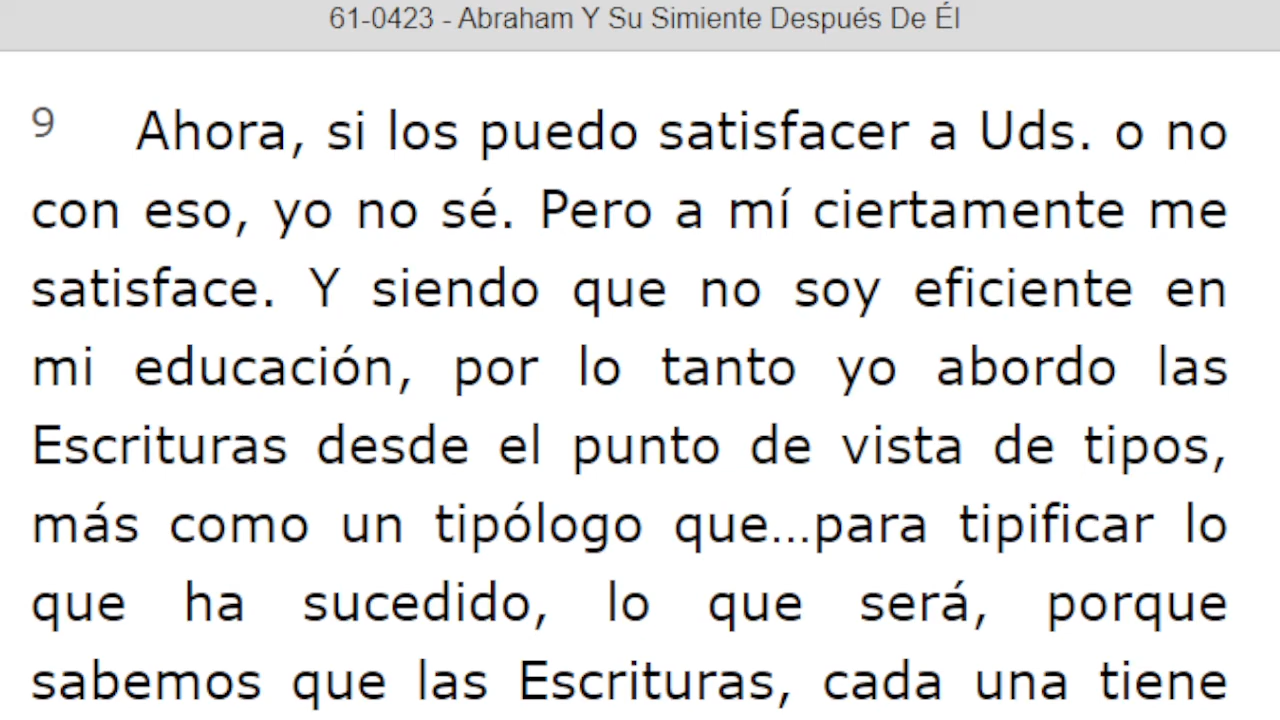 61-0423 - Abraham Y Su Simiente Después De Él
9 Ahora, si los puedo satisfacer a Uds. o no
con eso, yo no sé. Pero a mí ciertamente me
satisface. Y siendo que no soy eficiente en
mi educación, por lo tanto yo abordo las
Escrituras desde el punto de vista de tipos,
más como un tipólogo que...para tipificar lo
que ha sucedido, lo que será, porque
sabemos que las Escrituras, cada una tiene